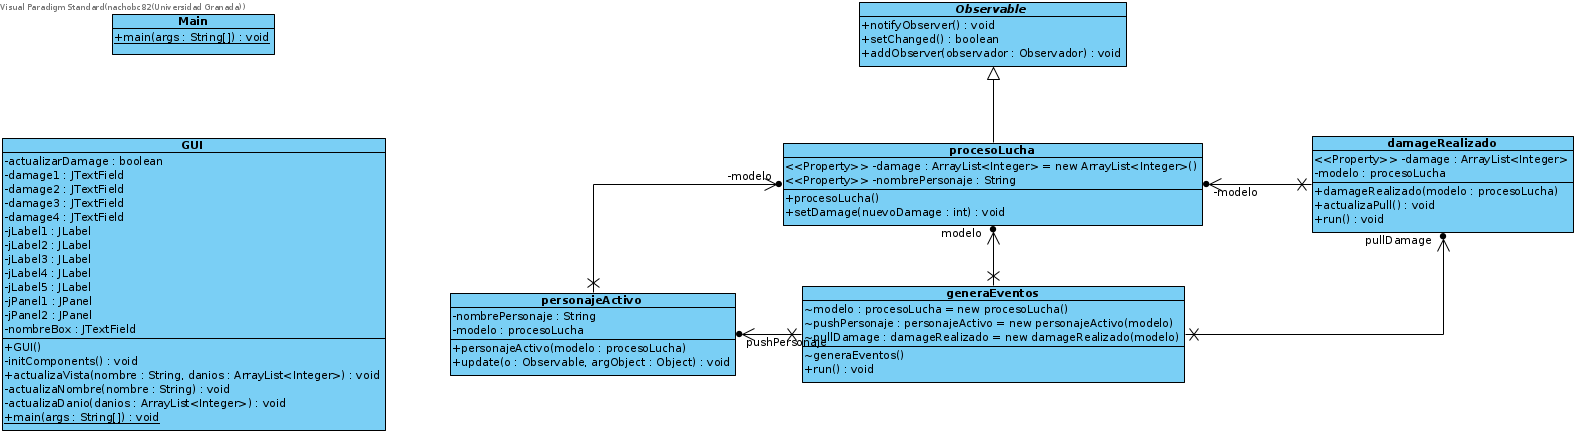 Visual Paradigm Standard(nachobc82(Universidad Granada))
Main
+main(args : String[]) : void
Observable
+notifyObserver() : void
+setChanged() : boolean
+addObserver(observador : Observador) : void
GUI
-actualizarDamage : boolean
-damage1 : JTextField
-damage2 : JTextField
-damage3 : JTextField
-damage4 : JTextField
-jLabel1 : JLabel
-jLabel2 : JLabel
-jLabel3 : JLabel
-jLabel4 : JLabel
-jLabel5 : JLabel
-jPanel1 : JPanel
-jPanel2 : JPanel
-nombreBox : JTextField
+GUI()
-initComponents() : void
+actualizaVista(nombre : String, danios : ArrayList<Integer>) : void
-actualizaNombre(nombre : String) : void
-actualizaDanio(danios : ArrayList<Integer>) : void
+main(args : String[]) : void
procesoLucha
<<Property>> -damage : ArrayList<Integer> = new ArrayList<Integer>()
<<Property>> -nombrePersonaje : String
+procesoLucha()
+setDamage(nuevoDamage : int) : void
damageRealizado
<<Property>> -damage : ArrayList<Integer>
-modelo : procesoLucha
+damageRealizado(modelo : procesoLucha)
+actualizaPull() : void
+run() : void
-modelo
-modelo
modelo
pullDamage
personajeActivo
-nombrePersonaje : String
-modelo : procesoLucha
+personajeActivo(modelo : procesoLucha)
+update(o : Observable, argObject : Object) : void
pushPersonaje
generaEventos
~modelo : procesoLucha = new procesoLucha()
~pushPersonaje : personajeActivo = new personajeActivo(modelo)
~pullDamage : damageRealizado = new damageRealizado(modelo)
~generaEventos()
+run() : void